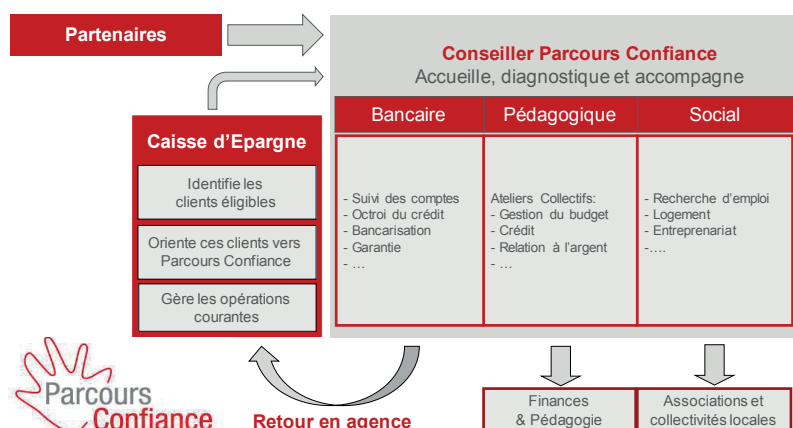 Partenaires
Conseiller Parcours Confiance
Accueille, diagnostique et accompagne
Bancaire
Pédagogique
Social
Caisse d'Epargne
Identifie les
clients éligibles
Oriente ces clients vers
Parcours Confiance
Gère les opérations
courantes
- Suivi des comptes
- Octroi du crédit
- Bancarisation
- Garantie
- ...
Ateliers Collectifs:
- Gestion du budget
- Crédit
- Relation à l'argent
- ...
- Recherche d'emploi
- Logement
- Entreprenariat
-....
Parcours
Confiance
Retour en agence
Finances
& Pédagogie
Associations et
collectivités locales